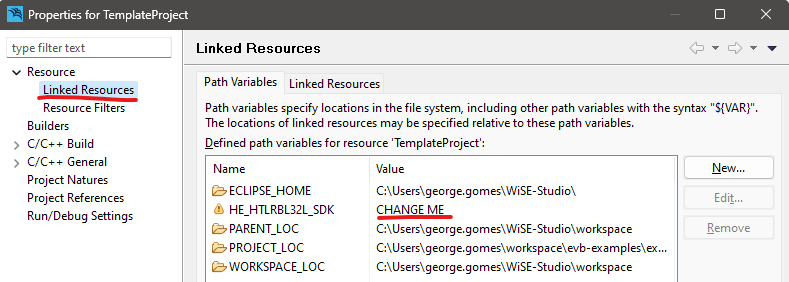 Properties for TemplateProject
type filter text
Resource
Linked Resources
Resource Filters
Builders
C/C++ Build
C/C++ General
Project Natures
Project References
Run/Debug Settings
Linked Resources
Path Variables Linked Resources
Path variables specify locations in the file system, including other path variables with the syntax "${VAR}".
The locations of linked resources may be specified relative to these path variables.
Defined path variables for resource 'TemplateProject':
Name Value
ECLIPSE_HOME C:\Users\george.gomes\WiSE-Studio\
HE_HTLRBL32L_SDK CHANGE ME
PARENT_LOC C:\Users\george.gomes\WiSE-Studio\workspace
PROJECT_LOC C:\Users\george.gomes\workspace\evb-examples\ex...
WORKSPACE_LOC C:\Users\george.gomes\WiSE-Studio\workspace
New...
Edit...
Remove